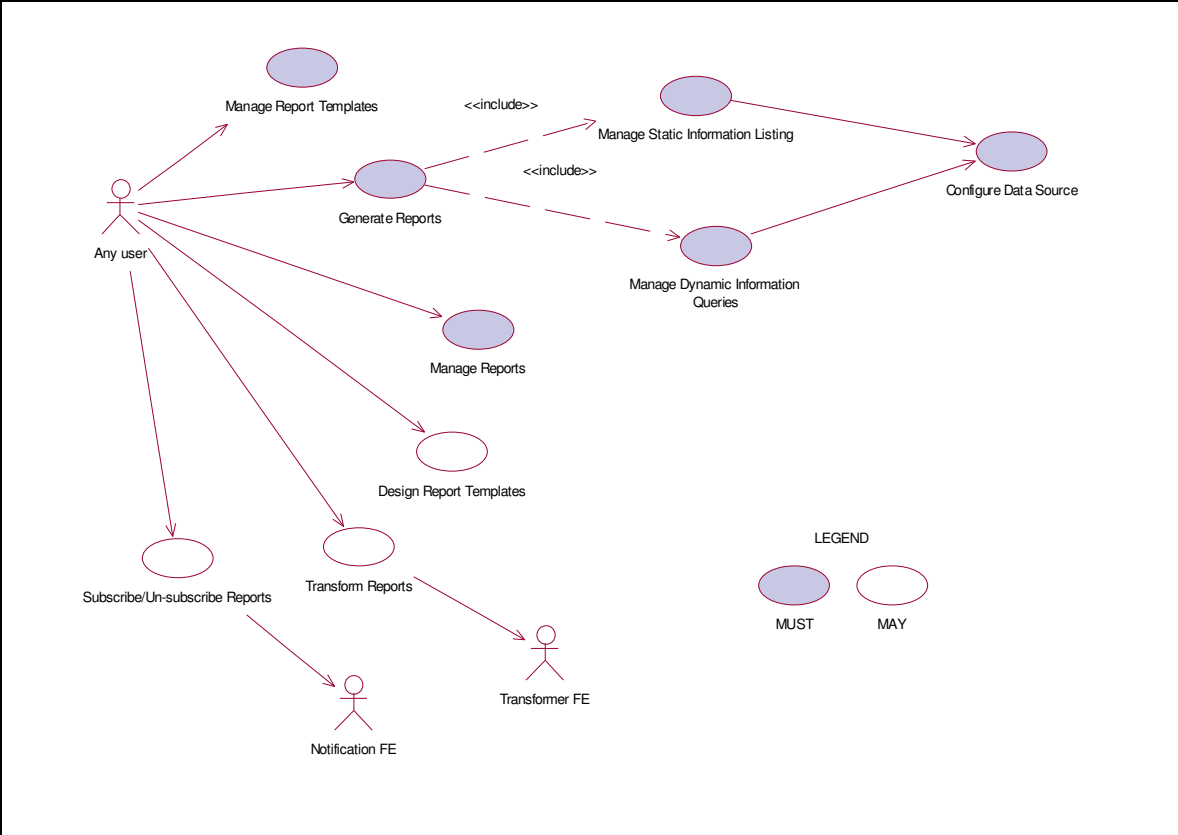 Manage Report Templates
<<include>>
Manage Static Information Listing
<<include>>
Configure Data Source
Generate Reports
Any user
Manage Dynamic Information
Queries
Manage Reports
Design Report Templates
LEGEND
Transform Reports
Subscribe/Un-subscribe Reports
MUST
MAY
Transformer FE
Notification FE